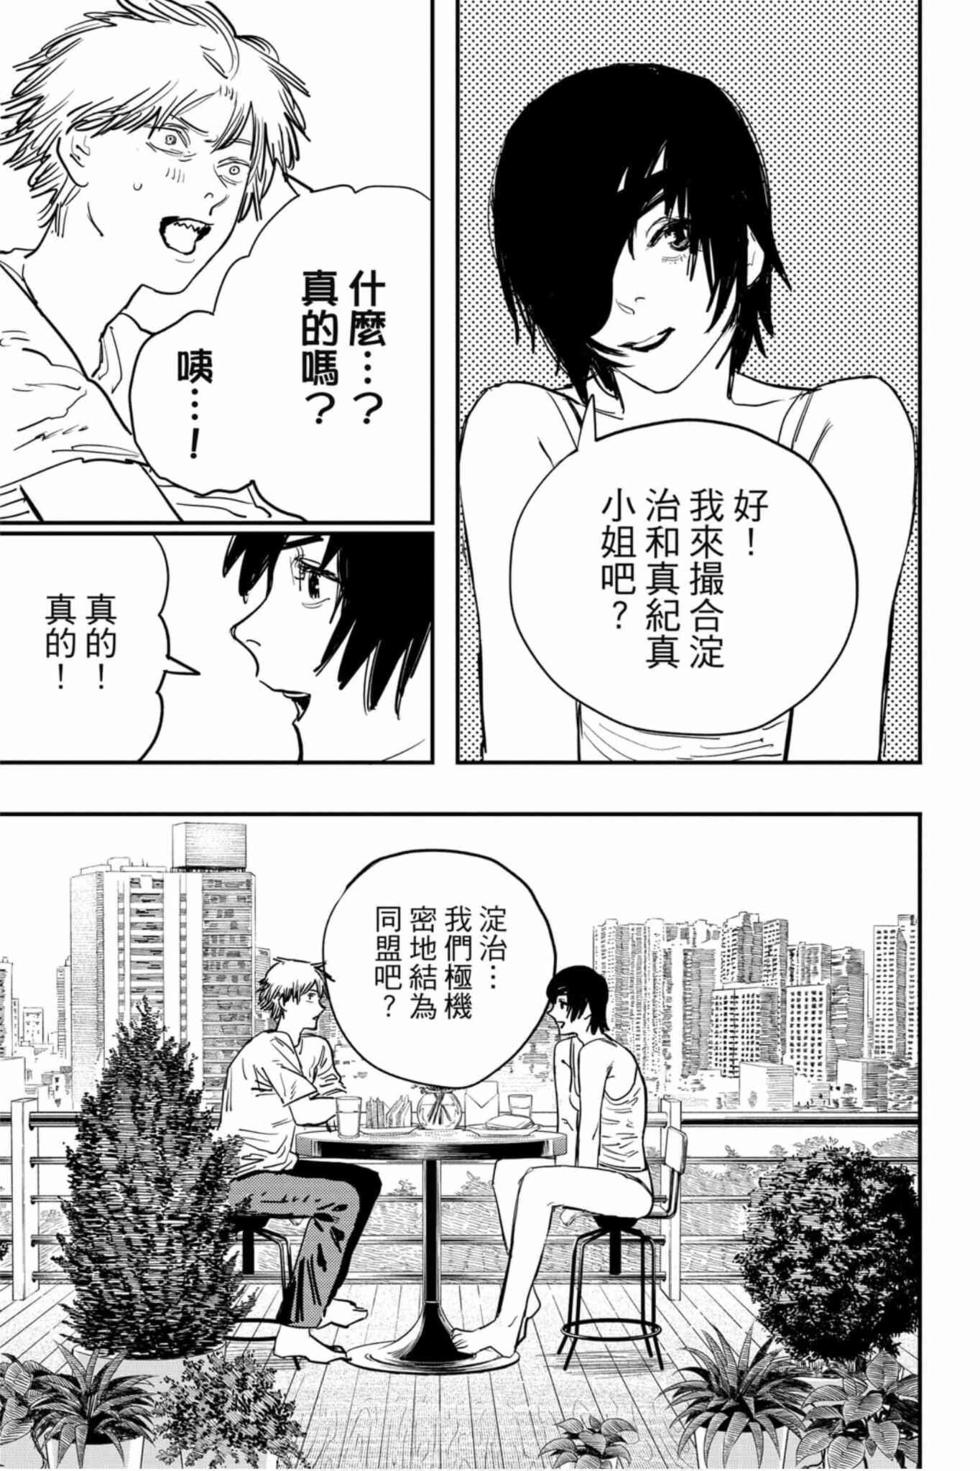 好！
我來撮合淀
治和真紀真
小姐吧？
什麼…？
真的嗎？
咦…！
真的！
真的！
淀治…
我們極機
密地結為
同盟吧？